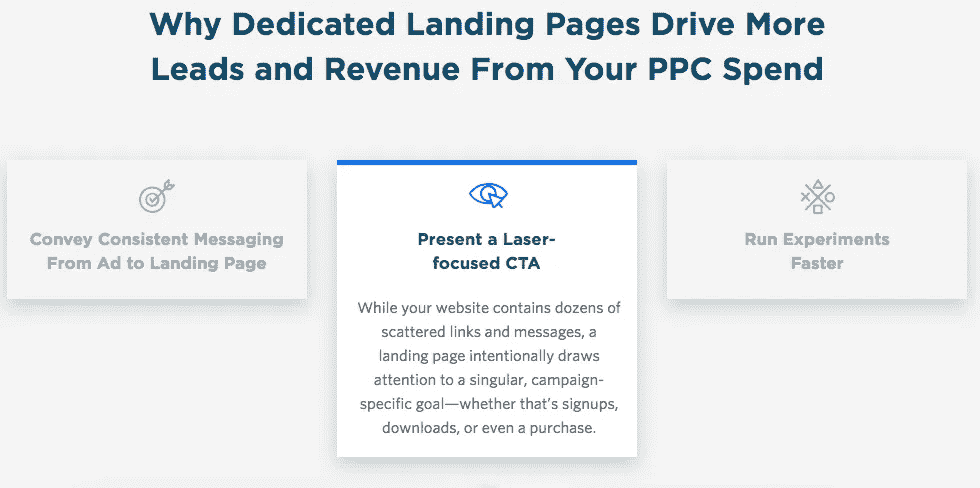 Why Dedicated Landing Pages Drive More
Leads and Revenue From Your PPC Spend
Convey Consistent Messaging
From Ad to Landing Page
Present a Laser-
focused CTA
While your website contains dozens of
scattered links and messages, a
landing page intentionally draws
attention to a singular, campaign-
specific goal—whether that's signups,
downloads, or even a purchase.
Run Experiments
Faster